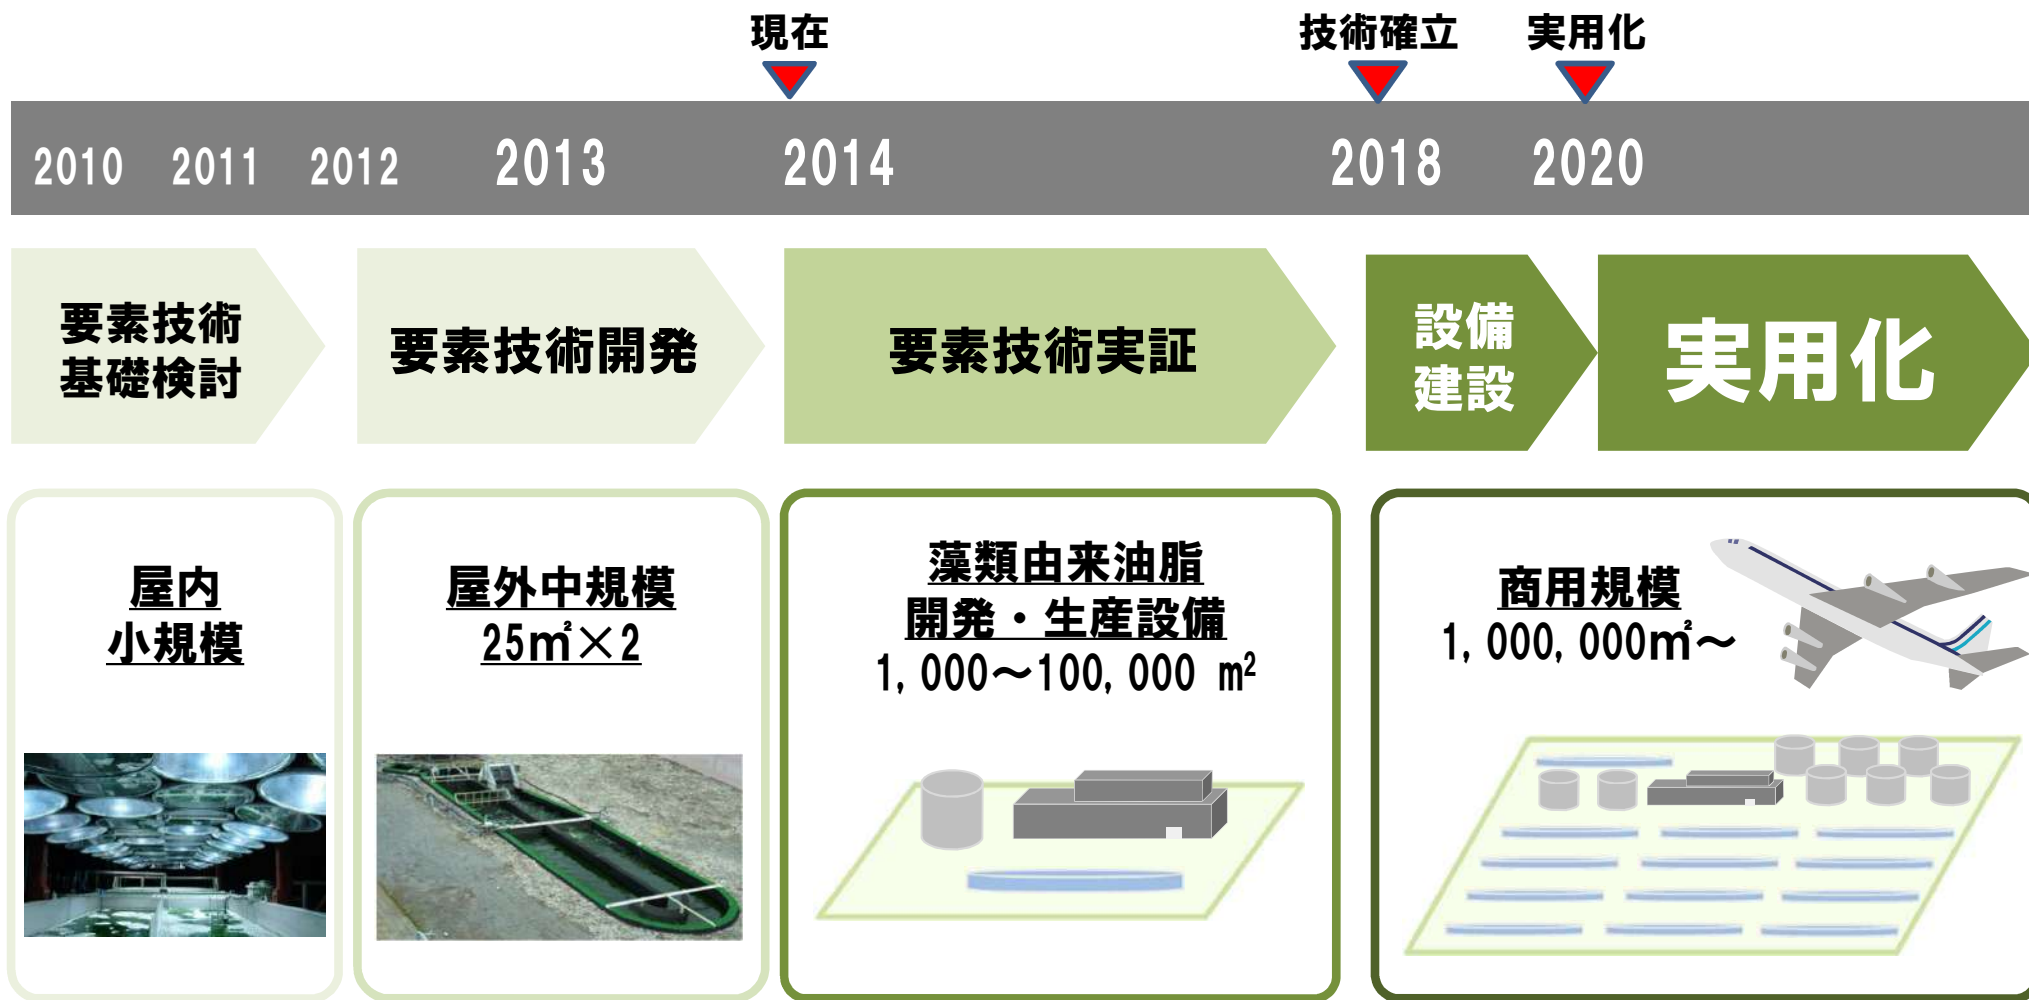 現在
技術確立
実用化
2010
2011
2012
2013
2014
2018
2020
要素技術
基礎検討
要素技術開発
要素技術実証
設備
建設
実用化
屋内
小規模
屋外中規模
25㎡×2
藻類由来油脂
開発・生産設備
1,000～100,000 m²
商用規模
1,000,000㎡～